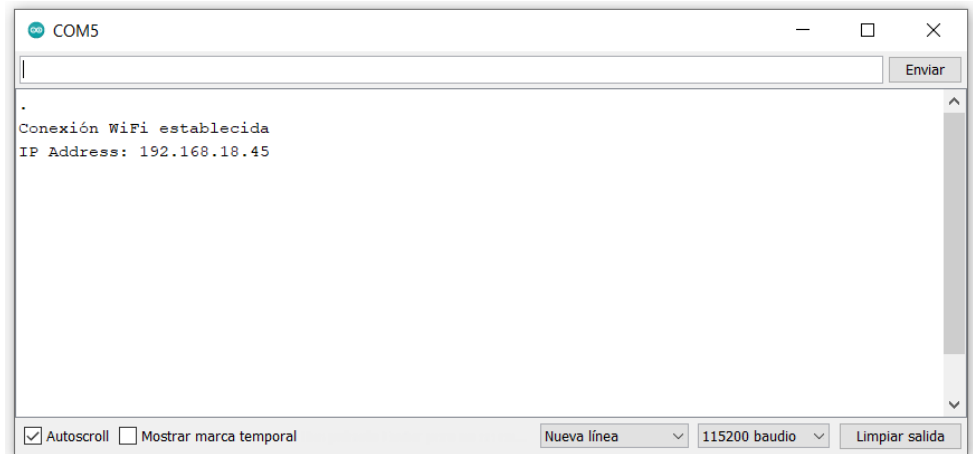 COM5
Enviar
.
Conexión WiFi establecida
IP Address: 192.168.18.45
Autoscroll Mostrar marca temporal Nueva línea 115200 baudio Limpiar salida